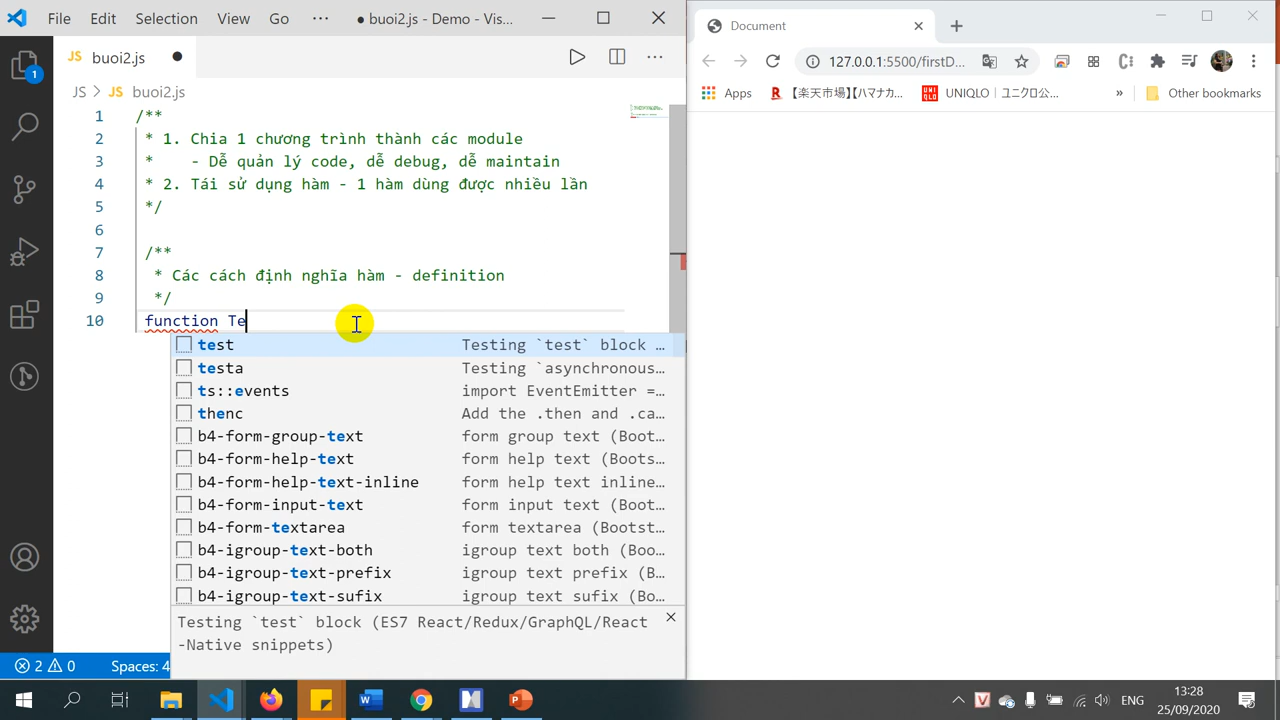 File Edit Selection View Go ··· ● buoi2.js - Demo - Vis...
JS buoi2.js ●
JS > JS buoi2.js
1 /**
2 * 1. Chia 1 chương trình thành các module
3 * - Dễ quản lý code, dễ debug, dễ maintain
4 * 2. Tái sử dụng hàm - 1 hàm dùng được nhiều lần
5 */
6
7 /**
8 * Các cách định nghĩa hàm - definition
9 */
10 function Te
test Testing `test` block ...
testa Testing `asynchronous...
ts::events import EventEmitter =...
thenc Add the .then and .ca...
b4-form-group-text form group text (Boot...
b4-form-help-text form help text (Boots...
b4-form-help-text-inline form help text inline...
b4-form-input-text form input text (Boot...
b4-form-textarea form textarea (Bootst...
b4-igroup-text-both igroup text both (Boo...
b4-igroup-text-prefix igroup text prefix (B...
b4-igroup-text-sufix igroup text sufix (Bo...
Testing `test` block (ES7 React/Redux/GraphQL/React
-Native snippets)
1
2 0 Spaces: 4
Document
127.0.0.1:5500/firstD...
Apps R 【楽天市場】【ハマナカ... UNIQLO | ユニクロ公... » Other bookmarks
ENG
13:28
25/09/2020